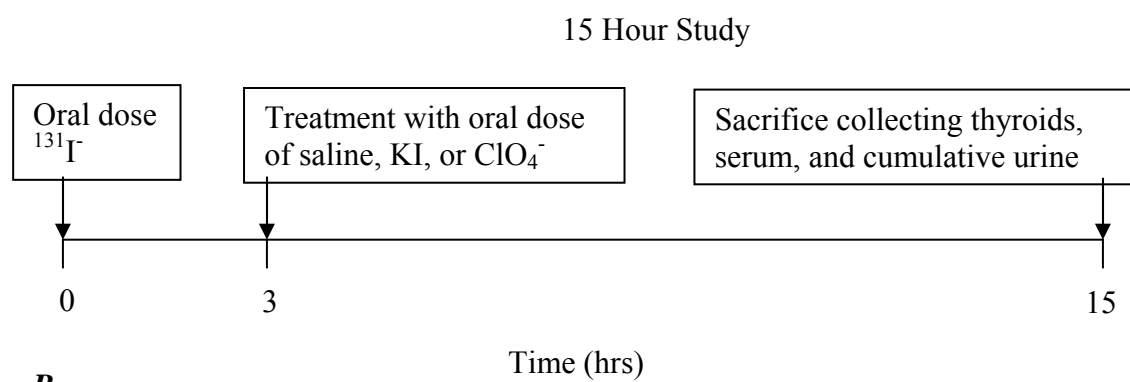 15 Hour Study
Oral dose
¹³¹I⁻
Treatment with oral dose
of saline, KI, or ClO₄⁻
Sacrifice collecting thyroids,
serum, and cumulative urine
0
3
15
Time (hrs)
B